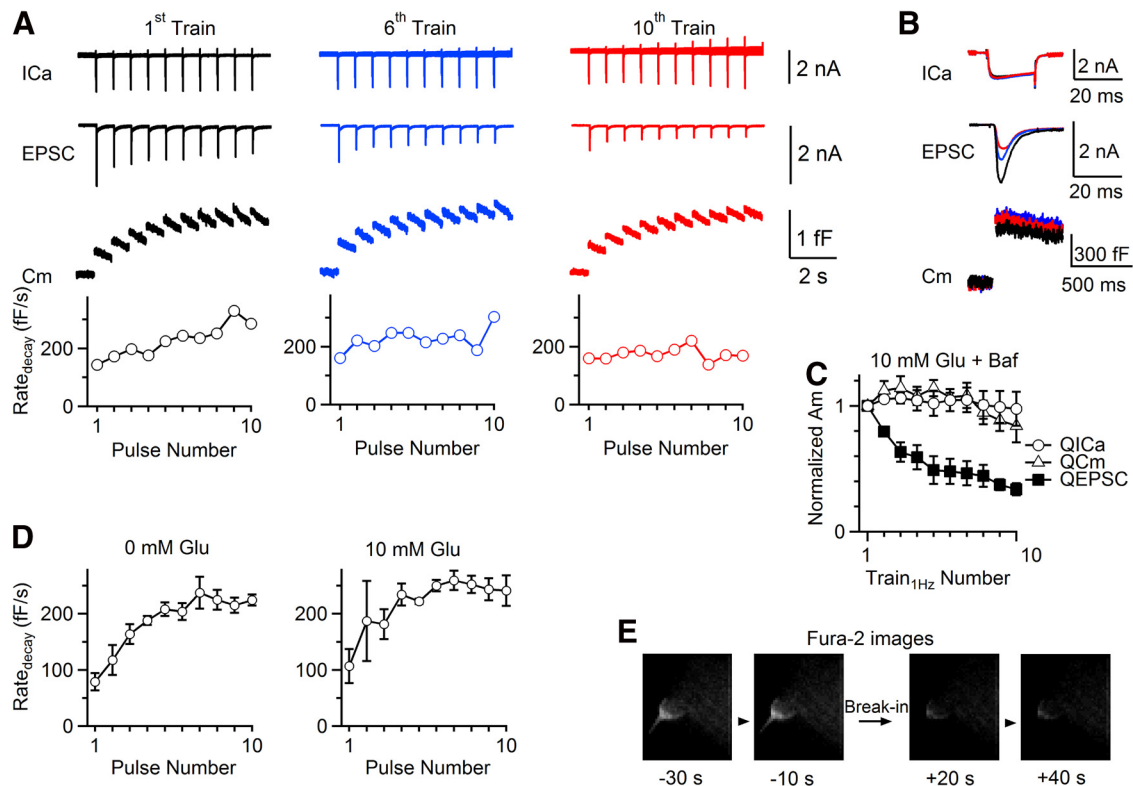 A
1st Train
6th Train
10th Train
ICa
2 nA
EPSC
2 nA
Cm
1 fF
2 s
Ratedecay (fF/s)
200
0
1
10
Pulse Number
200
0
1
10
Pulse Number
200
0
1
10
Pulse Number
B
ICa
2 nA
20 ms
EPSC
2 nA
20 ms
Cm
300 fF
500 ms
C
10 mM Glu + Baf
Normalized Am
1
0
QICa
QCm
QEPSC
1
10
Train1Hz Number
D
0 mM Glu
10 mM Glu
Ratedecay (fF/s)
200
100
0
1
10
Pulse Number
200
100
0
1
10
Pulse Number
E
Fura-2 images
Break-in
-30 s
-10 s
+20 s
+40 s